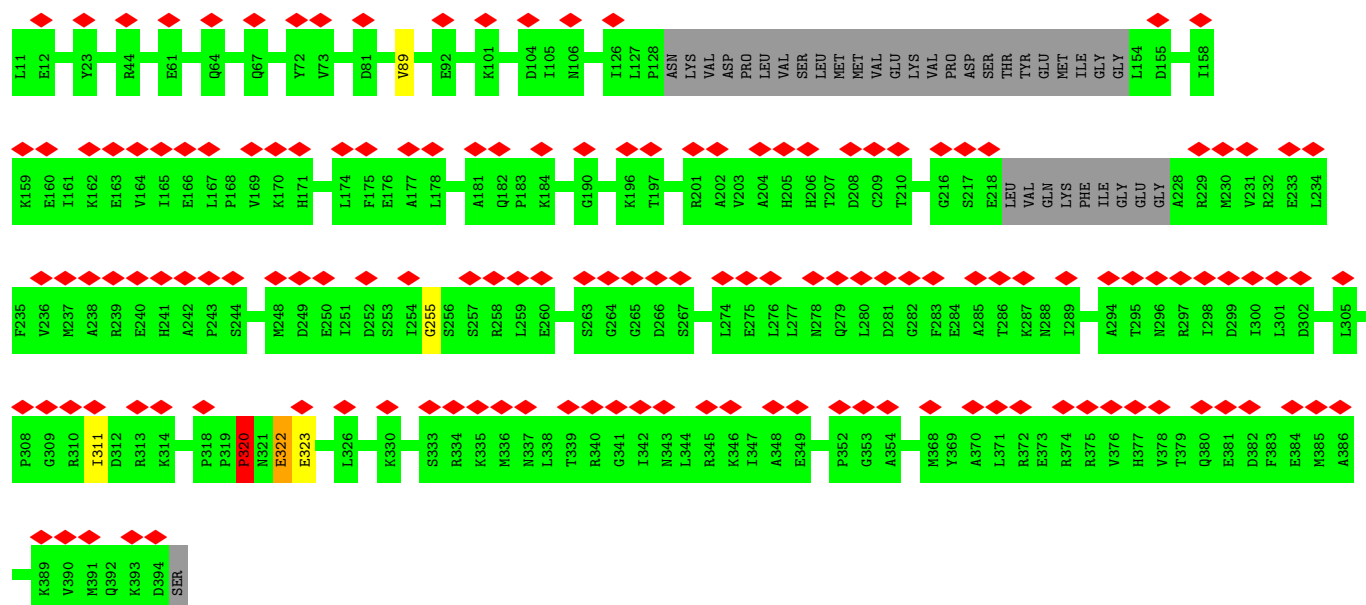 L11 E12 Y23 R44 E61 Q64 Q67 Y72 V73 D81 V89 E92 K101 D104 I105 N106 I126 L127 P128 ASN LYS VAL ASP PRO LEU VAL SER LEU MET MET VAL GLU LYS VAL PRO ASP SER THR TYR GLU MET ILE GLY GLY L154 D155 I158
K159 E160 I161 K162 E163 V164 I165 E166 L167 P168 V169 K170 H171 L174 F175 E176 A177 L178 A181 Q182 P183 K184 G190 K196 T197 R201 A202 V203 A204 H205 H206 T207 D208 C209 T210 G216 S217 E218 LEU VAL GLN LYS PHE ILE GLY GLU GLY A228 R229 M230 V231 R232 E233 L234
F235 V236 M237 A238 R239 E240 H241 A242 P243 S244 M248 D249 E250 I251 D252 S253 I254 G255 S256 S257 R258 L259 E260 S263 G264 G265 D266 S267 L274 E275 L276 L277 N278 Q279 L280 D281 G282 F283 E284 A285 T286 K287 N288 I289 A294 T295 N296 R297 I298 D299 I300 L301 D302 L305
P308 G309 R310 I311 D312 R313 K314 P318 P319 P320 N321 E322 E323 L326 K330 S333 R334 K335 M336 N337 L338 T339 R340 G341 I342 N343 L344 R345 K346 I347 A348 E349 P352 G353 A354 M368 Y369 A370 L371 R372 E373 R374 R375 V376 H377 V378 T379 Q380 E381 D382 F383 E384 M385 A386
K389 V390 M391 Q392 K393 D394 SER